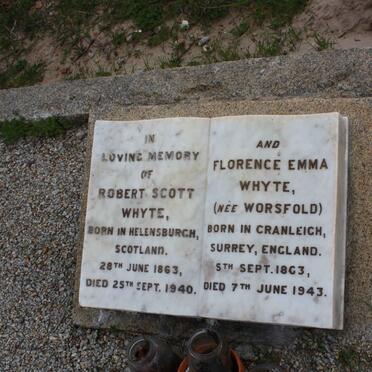 IN
LOVING MEMORY
OF
ROBERT SCOTT
WHYTE,
BORN IN HELENSBURGH,
SCOTLAND.
28TH JUNE 1863,
DIED 25TH SEPT. 1940.
AND
FLORENCE EMMA
WHYTE,
(NÉE WORSFOLD)
BORN IN CRANLEIGH,
SURREY, ENGLAND.
5TH SEPT. 1863,
DIED 7TH JUNE 1943.